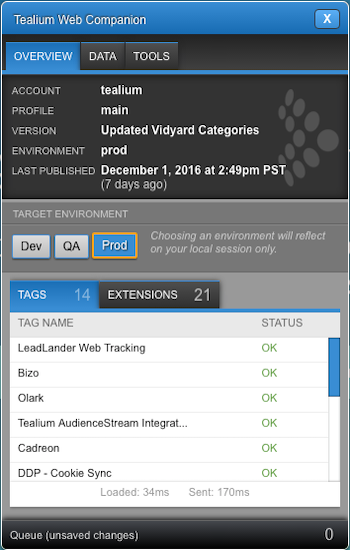 Tealium Web Companion X
OVERVIEW DATA TOOLS
ACCOUNT tealium
PROFILE main
VERSION Updated Vidyard Categories
ENVIRONMENT prod
LAST PUBLISHED December 1, 2016 at 2:49pm PST
(7 days ago)
TARGET ENVIRONMENT
Dev QA Prod
Choosing an environment will reflect
on your local session only.
TAGS 14 EXTENSIONS 21
TAG NAME STATUS
LeadLander Web Tracking OK
Bizo OK
Olark OK
Tealium AudienceStream Integrat... OK
Cadreon OK
DDP - Cookie Sync OK
Loaded: 34ms Sent: 170ms
Queue (unsaved changes) 0